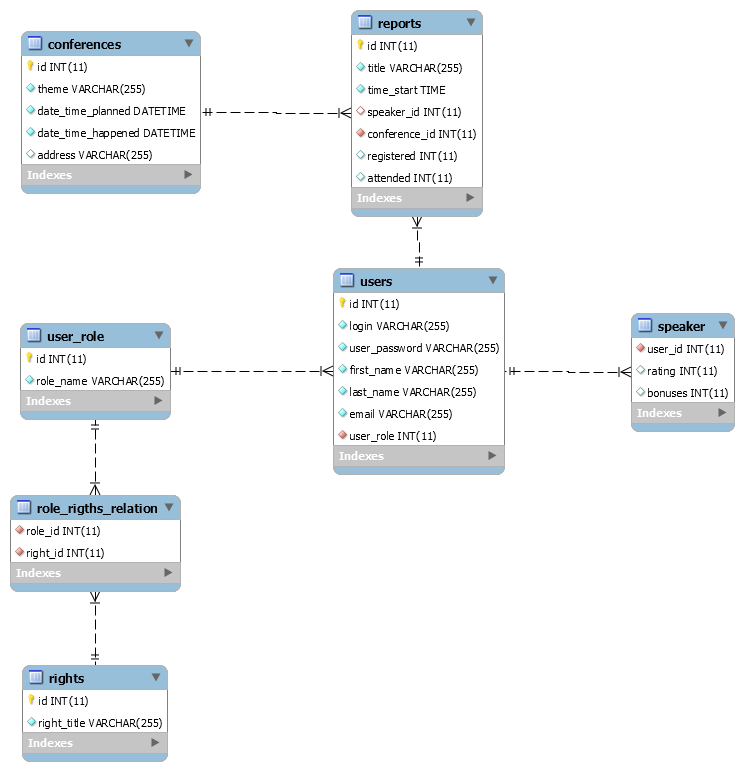 conferences
id INT(11)
theme VARCHAR(255)
date_time_planned DATETIME
date_time_happened DATETIME
address VARCHAR(255)
Indexes
reports
id INT(11)
title VARCHAR(255)
time_start TIME
speaker_id INT(11)
conference_id INT(11)
registered INT(11)
attended INT(11)
Indexes
users
id INT(11)
login VARCHAR(255)
user_password VARCHAR(255)
first_name VARCHAR(255)
last_name VARCHAR(255)
email VARCHAR(255)
user_role INT(11)
Indexes
speaker
user_id INT(11)
rating INT(11)
bonuses INT(11)
Indexes
user_role
id INT(11)
role_name VARCHAR(255)
Indexes
role_rigths_relation
role_id INT(11)
right_id INT(11)
Indexes
rights
id INT(11)
right_title VARCHAR(255)
Indexes